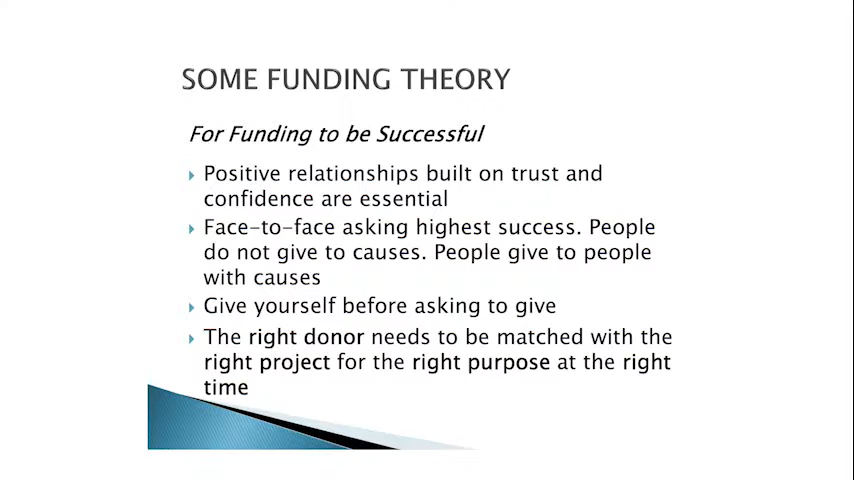 SOME FUNDING THEORY
For Funding to be Successful
Positive relationships built on trust and
confidence are essential
Face-to-face asking highest success. People
do not give to causes. People give to people
with causes
Give yourself before asking to give
The right donor needs to be matched with the
right project for the right purpose at the right
time